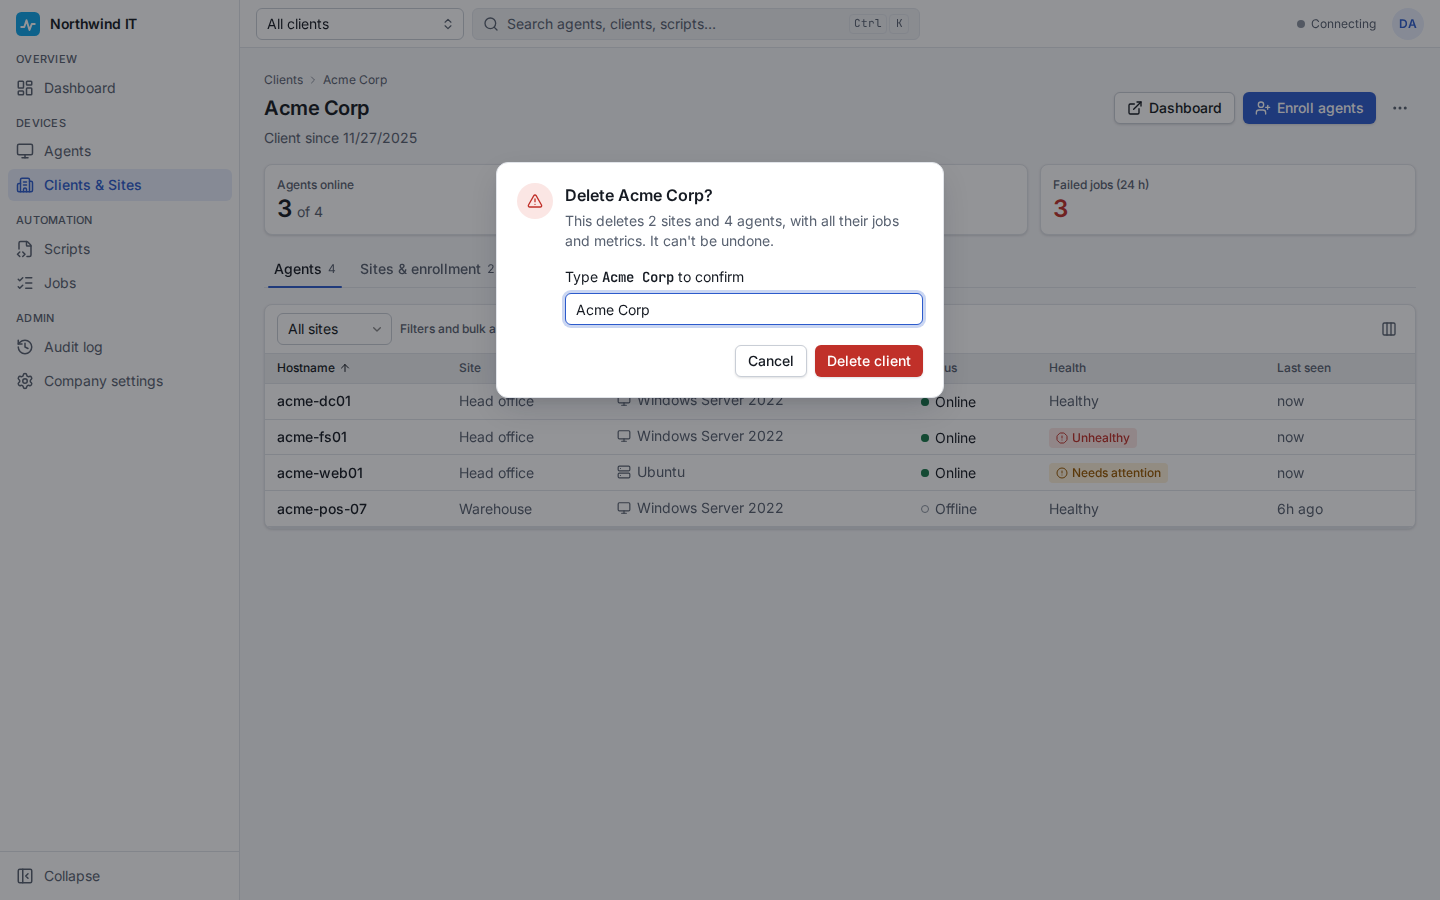 Northwind IT
All clients
Search agents, clients, scripts...
Ctrl K
Connecting
DA
OVERVIEW
Dashboard
DEVICES
Agents
Clients & Sites
AUTOMATION
Scripts
Jobs
ADMIN
Audit log
Company settings
Collapse
Clients > Acme Corp
Acme Corp
Client since 11/27/2025
Dashboard
Enroll agents
Agents online
3 of 4
Failed jobs (24 h)
3
Agents 4
Sites & enrollment 2
All sites
Filters and bulk a
Delete Acme Corp?
This deletes 2 sites and 4 agents, with all their jobs
and metrics. It can't be undone.
Type Acme Corp to confirm
Acme Corp
Cancel
Delete client
Hostname Site us Health Last seen
acme-dc01 Head office Windows Server 2022 Online Healthy now
acme-fs01 Head office Windows Server 2022 Online Unhealthy now
acme-web01 Head office Ubuntu Online Needs attention now
acme-pos-07 Warehouse Windows Server 2022 Offline Healthy 6h ago